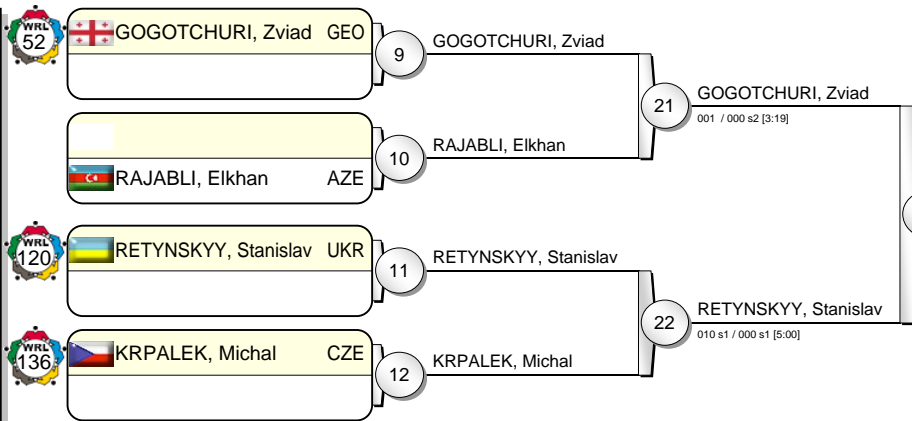 WRL
52
GOGOTCHURI, Zviad GEO
9
GOGOTCHURI, Zviad
21
GOGOTCHURI, Zviad
001 / 000 s2 [3:19]
10
RAJABLI, Elkhan
RAJABLI, Elkhan AZE
WRL
120
RETYNSKYY, Stanislav UKR
11
RETYNSKYY, Stanislav
22
RETYNSKYY, Stanislav
010 s1 / 000 s1 [5:00]
WRL
136
KRPALEK, Michal CZE
12
KRPALEK, Michal